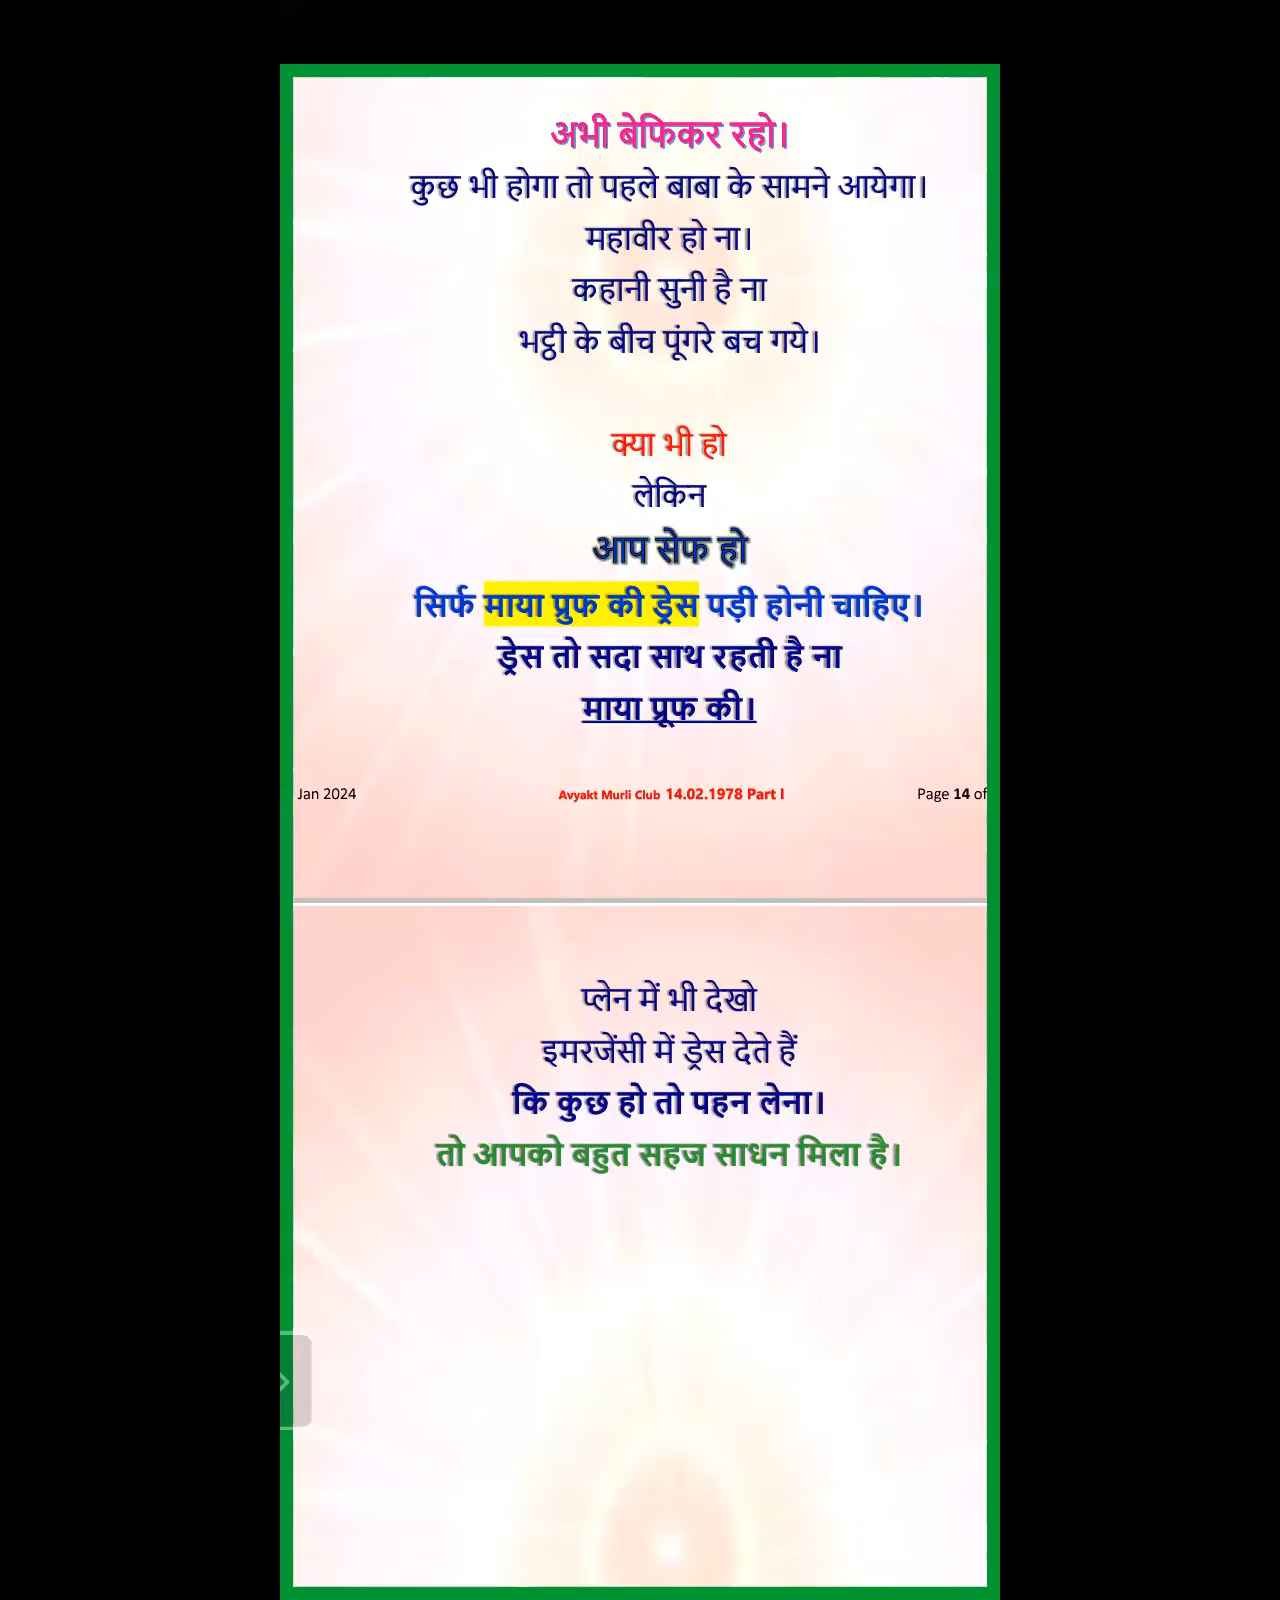 अभी बेफिकर रहो।
कुछ भी होगा तो पहले बाबा के सामने आयेगा।
महावीर हो ना।
कहानी सुनी है ना
भट्ठी के बीच पूंगरे बच गये।
क्या भी हो
लेकिन
आप सेफ हो
सिर्फ माया प्रुफ की ड्रेस पड़ी होनी चाहिए।
ड्रेस तो सदा साथ रहती है ना
माया प्रूफ की।
Jan 2024 Avyakt Murli Club 14.02.1978 Part I Page 14 of
प्लेन में भी देखो
इमरजेंसी में ड्रेस देते हैं
कि कुछ हो तो पहन लेना।
तो आपको बहुत सहज साधन मिला है।